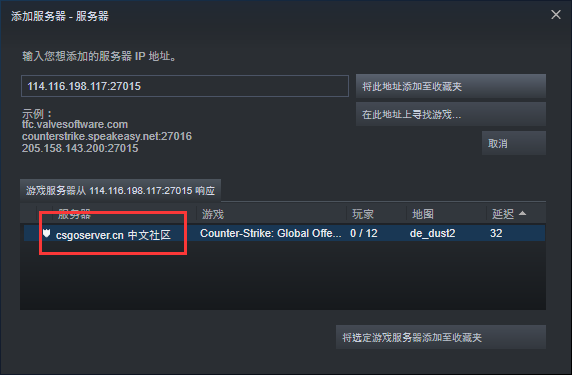 添加服务器 - 服务器
输入您想添加的服务器 IP 地址。
114.116.198.117:27015
将此地址添加至收藏夹
示例：
tfc.valvesoftware.com
counterstrike.speakeasy.net:27016
205.158.143.200:27015
在此地址上寻找游戏...
取消
游戏服务器从 114.116.198.117:27015 响应
服务器 游戏 玩家 地图 延迟
csgoserver.cn 中文社区 Counter-Strike: Global Offe... 0 / 12 de_dust2 32
将选定游戏服务器添加至收藏夹